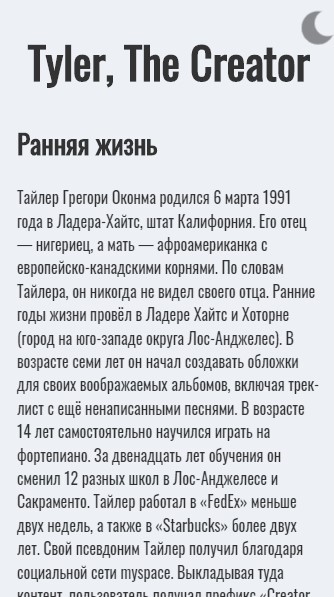 Tyler, The Creator
Ранняя жизнь
Тайлер Грегори Оконма родился 6 марта 1991
года в Ладера-Хайтс, штат Калифорния. Его отец
— нигериец, а мать — афроамериканка с
европейско-канадскими корнями. По словам
Тайлера, он никогда не видел своего отца. Ранние
годы жизни провёл в Ладере Хайтс и Хоторне
(город на юго-западе округа Лос-Анджелес). В
возрасте семи лет он начал создавать обложки
для своих воображаемых альбомов, включая трек-
лист с ещё ненаписанными песнями. В возрасте
14 лет самостоятельно научился играть на
фортепиано. За двенадцать лет обучения он
сменил 12 разных школ в Лос-Анджелесе и
Сакраменто. Тайлер работал в «FedEx» меньше
двух недель, а также в «Starbucks» более двух
лет. Свой псевдоним Тайлер получил благодаря
социальной сети myspace. Выкладывая туда
контент, пользователь получал префикс «Creator